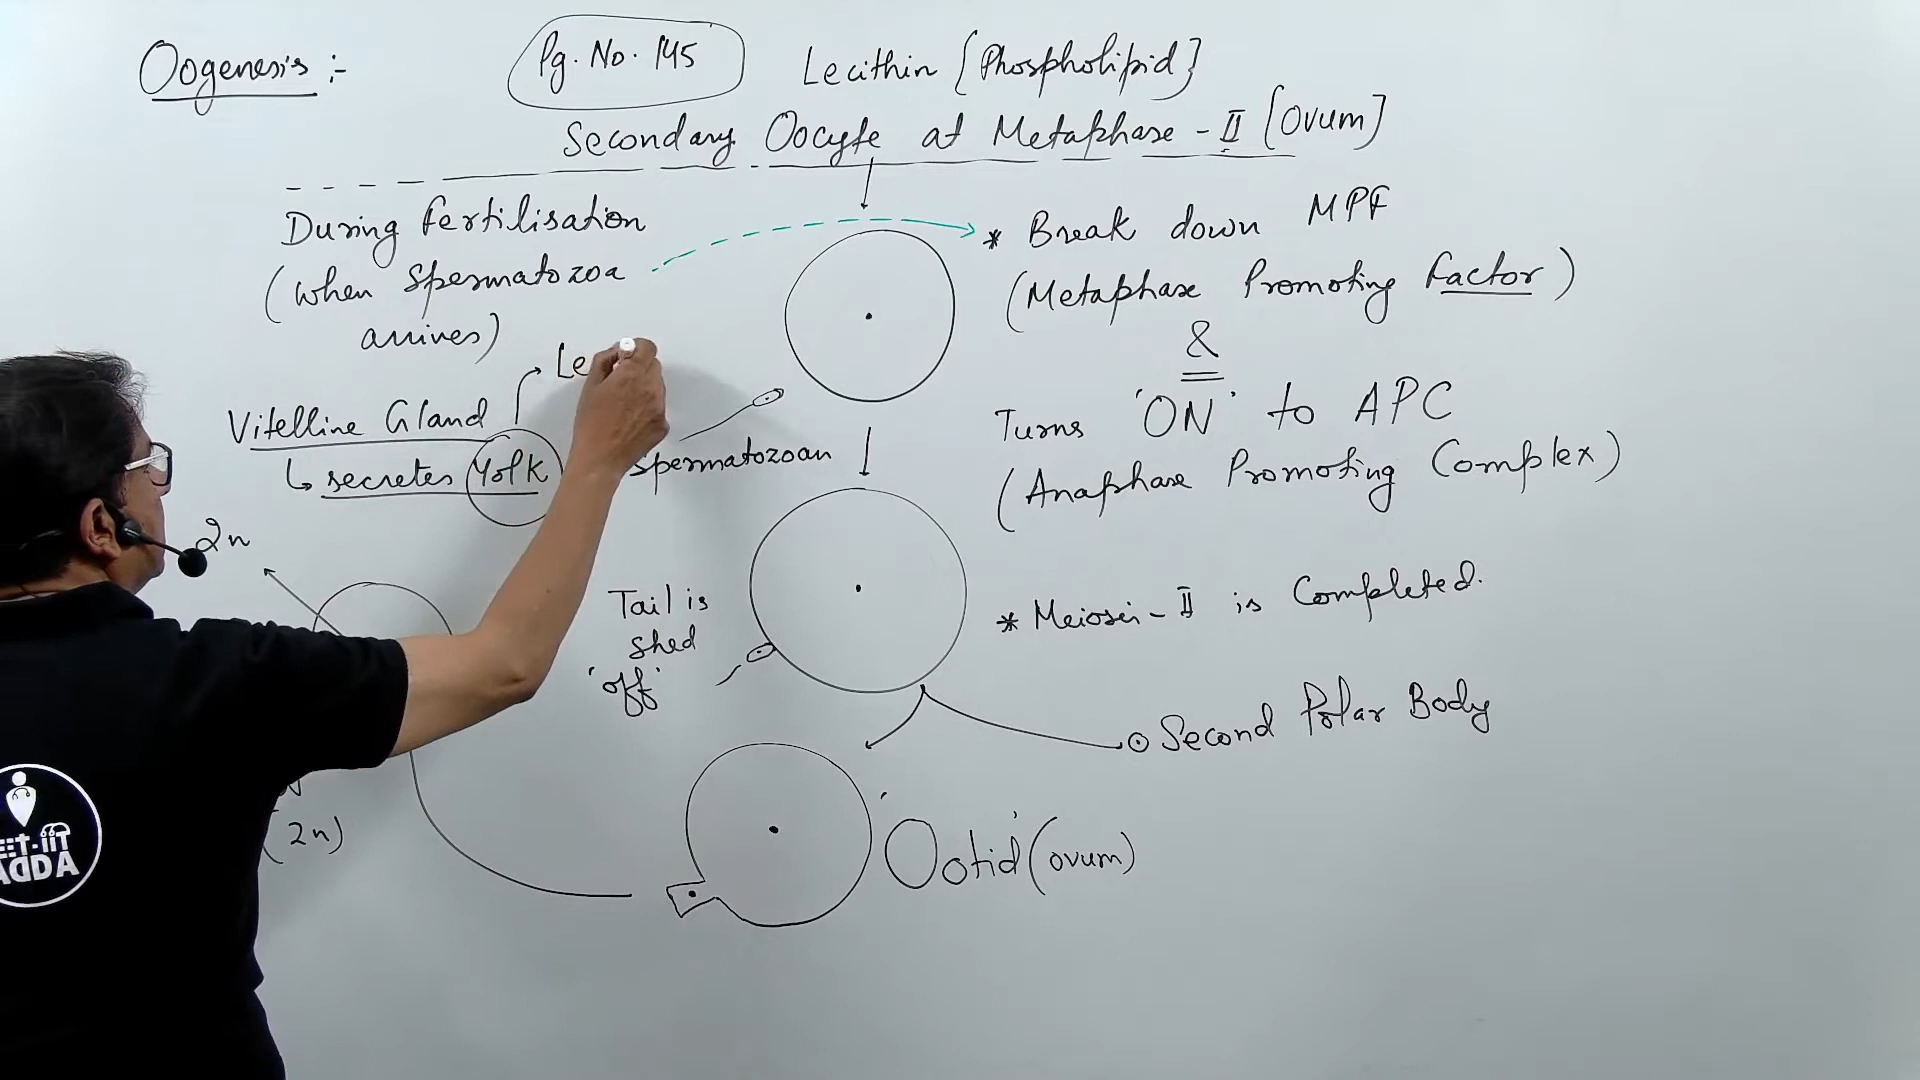 Oogenesis :-
Pg. No. 145
Lecithin [Phospholipid]
Secondary Oocyte at Metaphase - II [Ovum]
During fertilisation
(when spermatozoa
arrives)
* Break down MPF
(Metaphase Promoting Factor)
&
Turns 'ON' to APC
(Anaphase Promoting Complex)
Le
Vitelline Gland
↳ secretes Yolk
spermatozoan
2n
Tail is
shed
'off'
* Meiosis - II is Completed.
Second Polar Body
(2n)
'Ootid' (ovum)
ADDA